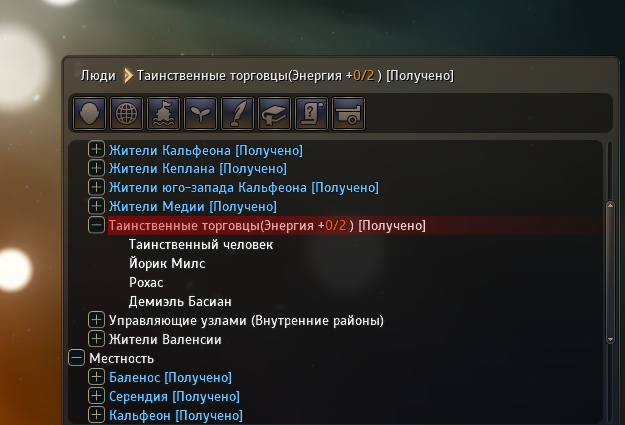 Люди Таинственные торговцы(Энергия +0/2 ) [Получено]
Жители Кальфеона [Получено]
Жители Кеплана [Получено]
Жители юго-запада Кальфеона [Получено]
Жители Медии [Получено]
Таинственные торговцы(Энергия +0/2 ) [Получено]
Таинственный человек
Йорик Милс
Рохас
Демиэль Басиан
Управляющие узлами (Внутренние районы)
Жители Валенсии
Местность
Баленос [Получено]
Серендия [Получено]
Кальфеон [Получено]